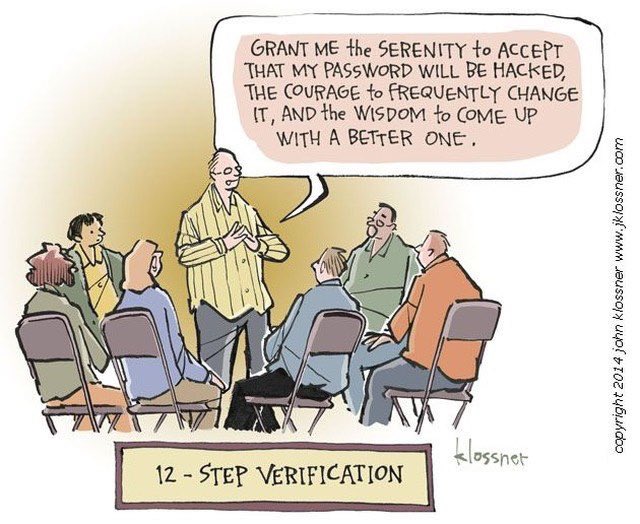 GRANT ME the SERENITY to ACCEPT
THAT MY PASSWORD WILL BE HACKED,
THE COURAGE to FREQUENTLY CHANGE
IT, AND the WISDOM to COME UP
WITH A BETTER ONE.
12 - STEP VERIFICATION
klossner
copyright 2014 john klossner www.jklossner.com